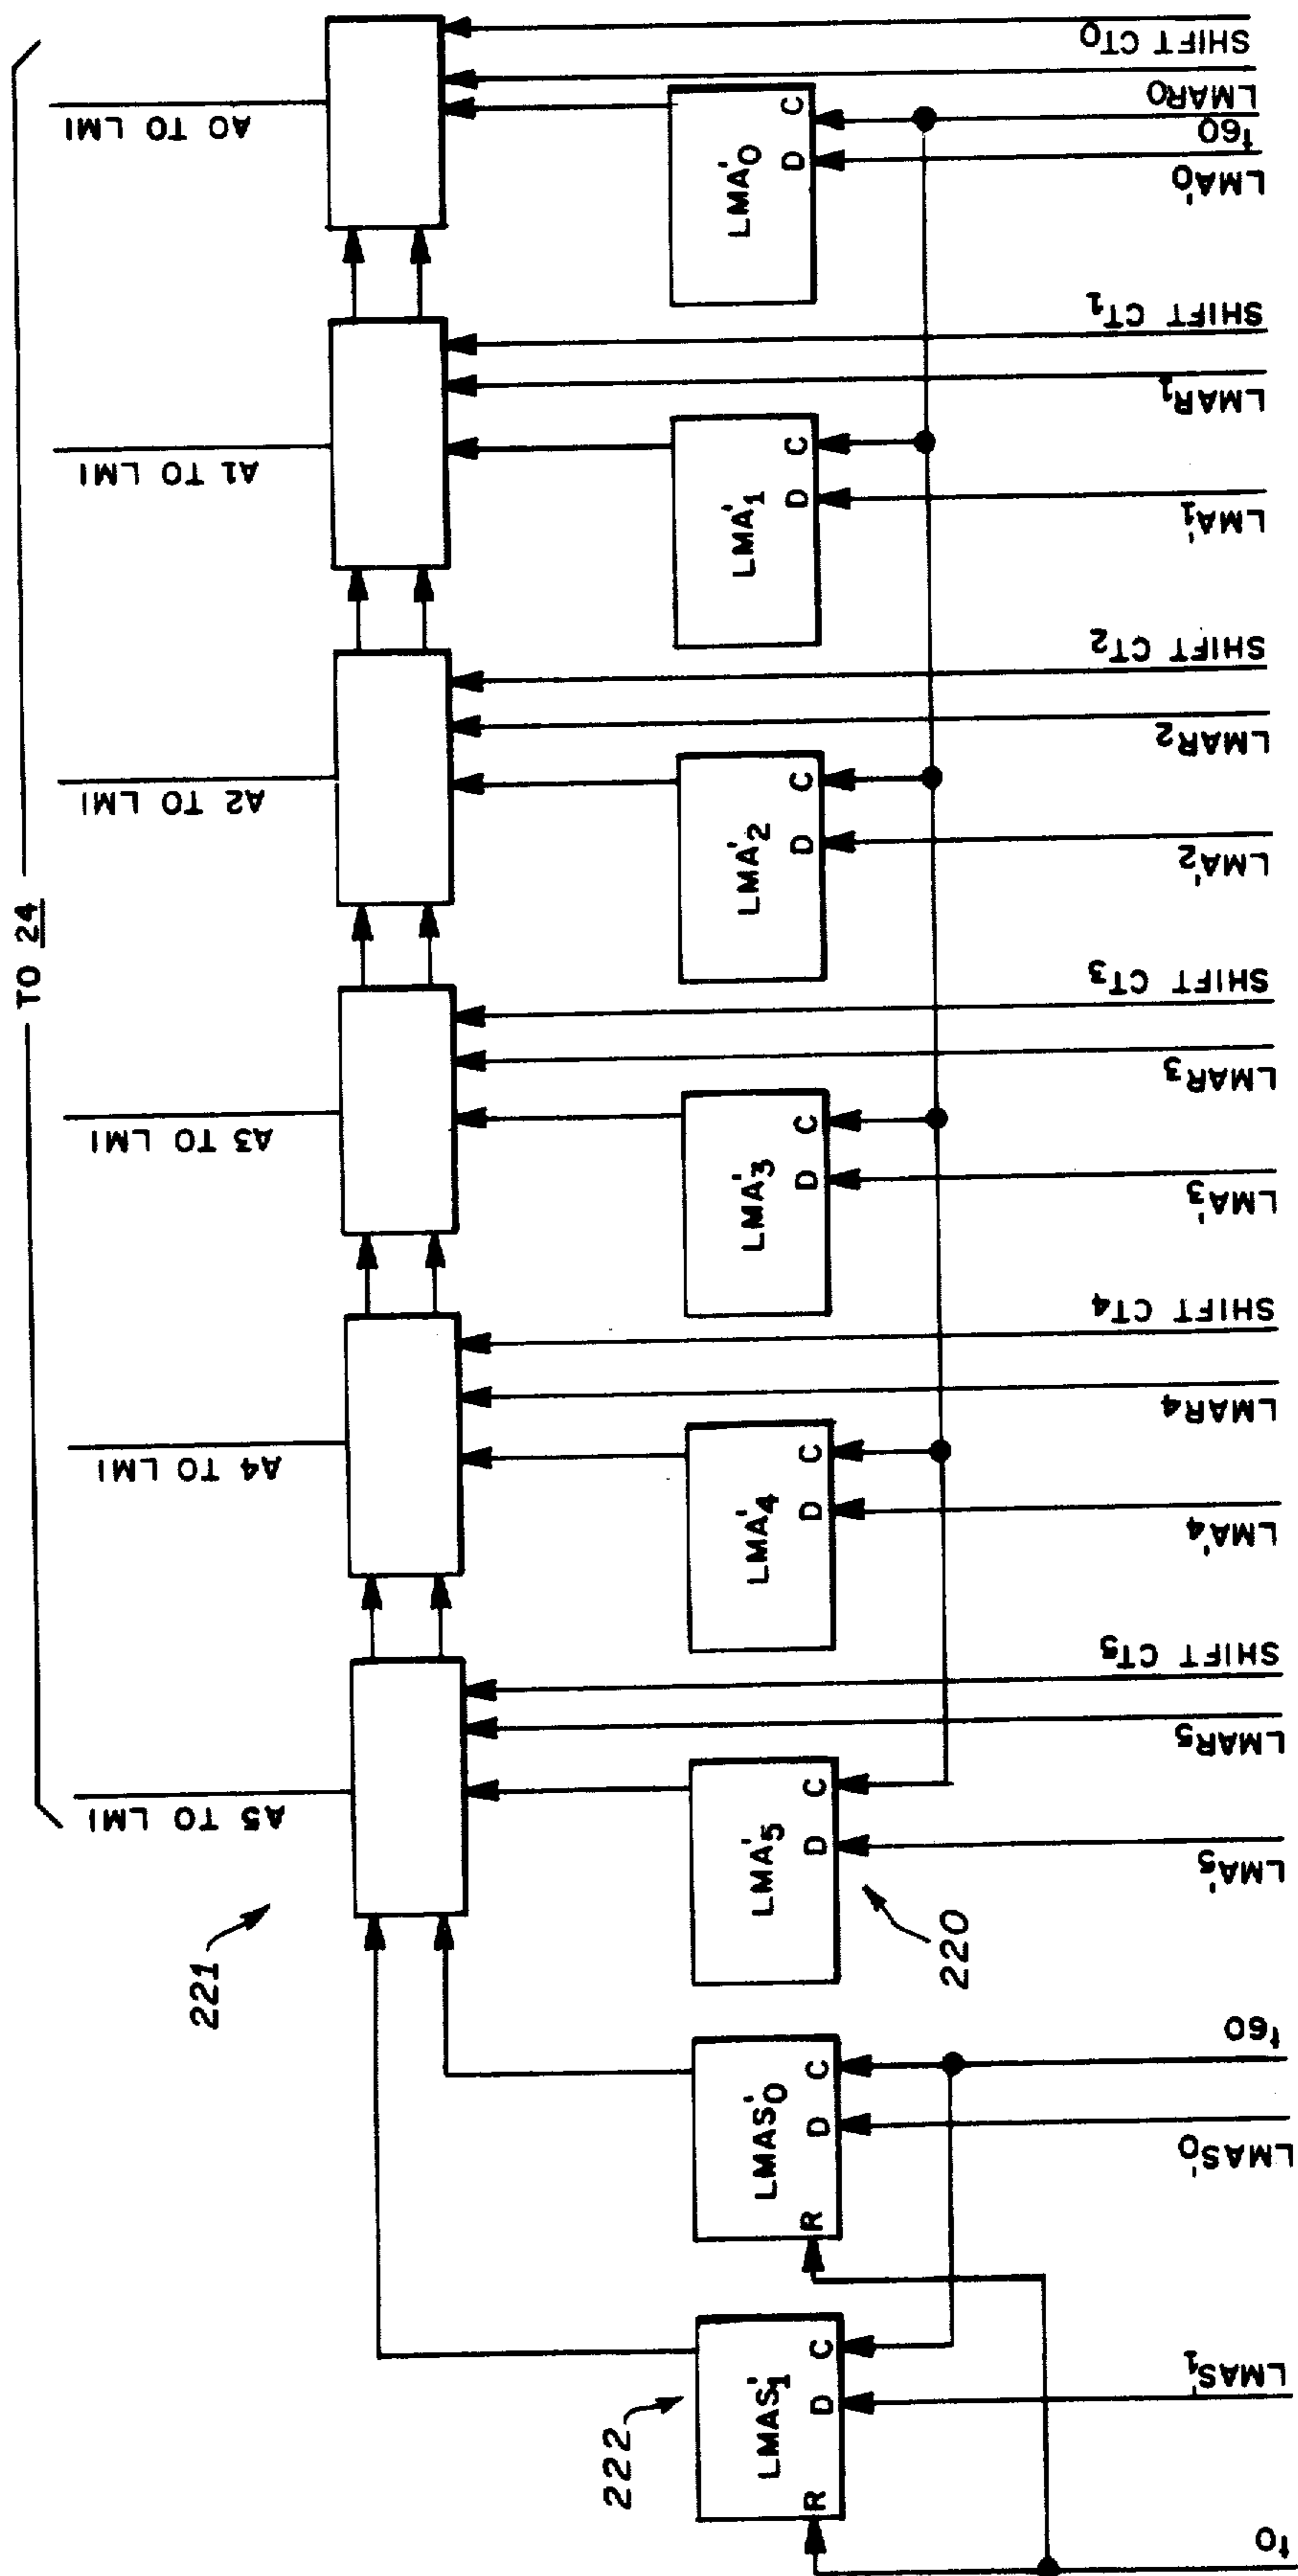 TO 24
A5 TO LMI
A4 TO LMI
A3 TO LMI
A2 TO LMI
A1 TO LMI
A0 TO LMI
221
222
220
LMAS'1
R
D
C
LMAS'0
R
D
C
LMA'5
D
C
LMA'4
D
C
LMA'3
D
C
LMA'2
D
C
LMA'1
D
C
LMA'0
D
C
t0
LMAS'1
LMAS'0
t60
LMA'5
LMAR5
SHIFT CT5
LMA'4
LMAR4
SHIFT CT4
LMA'3
LMAR3
SHIFT CT3
LMA'2
LMAR2
SHIFT CT2
LMA'1
LMAR1
SHIFT CT1
LMA'0
t60
LMAR0
SHIFT CT0